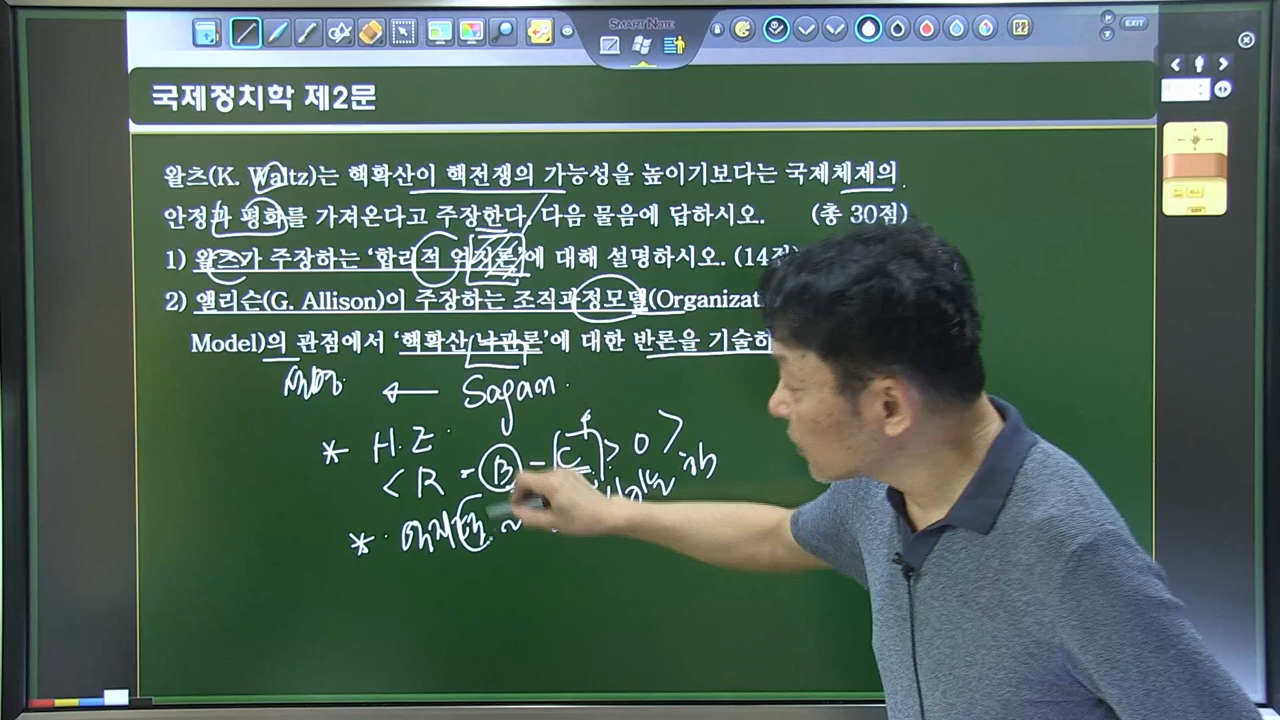 SMART NOTE
EXIT
국제정치학 제2문
왈츠(K. Waltz)는 핵확산이 핵전쟁의 가능성을 높이기보다는 국제체제의
안정과 평화를 가져온다고 주장한다. 다음 물음에 답하시오. (총 30점)
1) 왈츠가 주장하는 '합리적 억지론'에 대해 설명하시오. (14점)
2) 앨리슨(G. Allison)이 주장하는 조직과정모델(Organizat
Model)의 관점에서 '핵확산 낙관론'에 대한 반론을 기술하
← Sagan.
* H.E.
< R = B - C > 0 >
* 억지론.